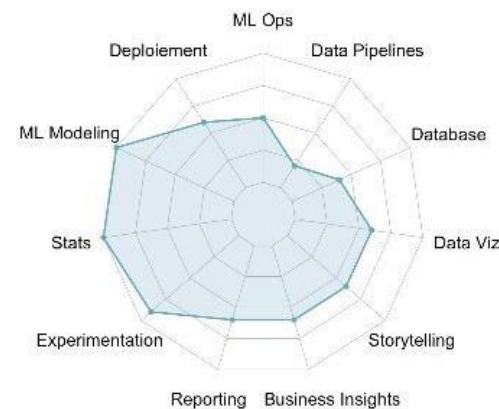 ML Ops
Data Pipelines
Database
Data Viz
Storytelling
Business Insights
Reporting
Experimentation
Stats
ML Modeling
Deploiement